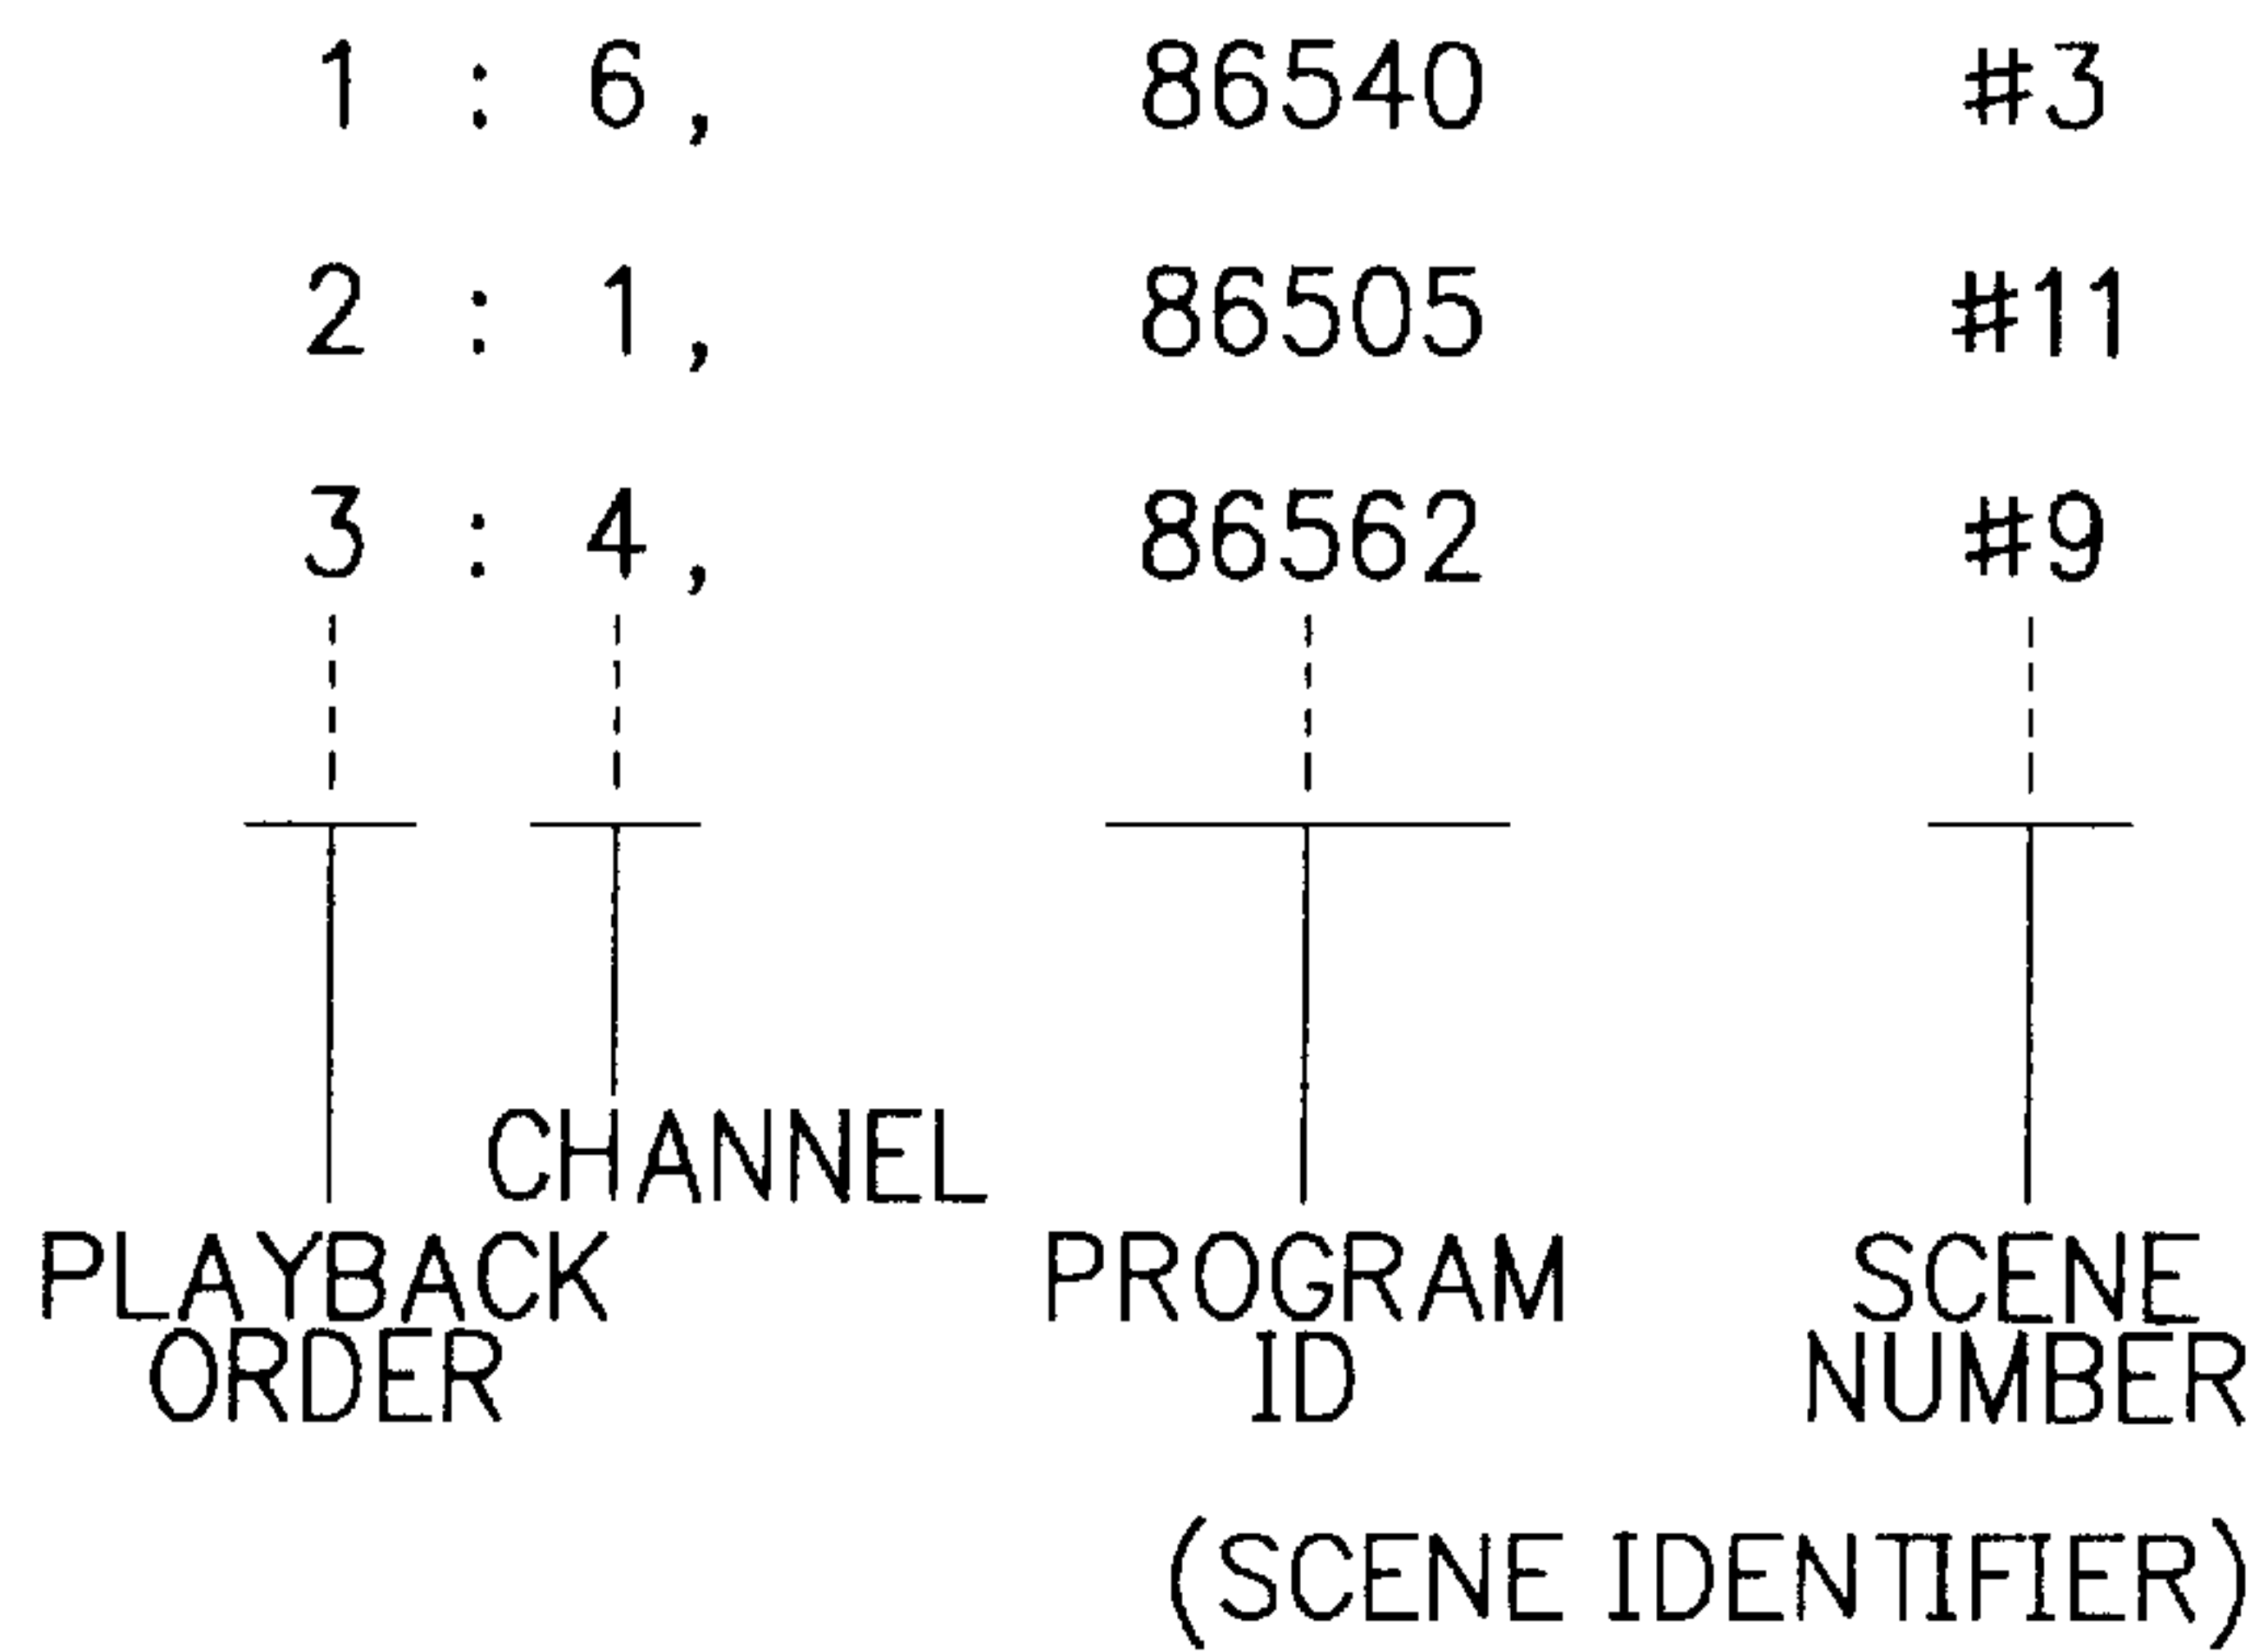 1 : 6, 86540 #3
2 : 1, 86505 #11
3 : 4, 86562 #9
CHANNEL
PLAYBACK ORDER
PROGRAM ID
SCENE NUMBER
(SCENE IDENTIFIER)